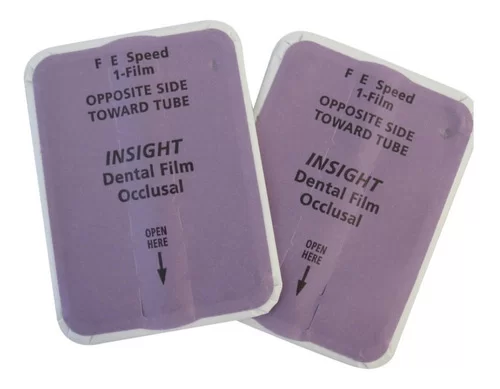 F E Speed
1-Film
OPPOSITE SIDE
TOWARD TUBE
INSIGHT
Dental Film
Occlusal
OPEN
HERE
F E Speed
1-Film
OPPOSITE SIDE
TOWARD TUBE
INSIGHT
Dental Film
Occlusal
OPEN
HERE